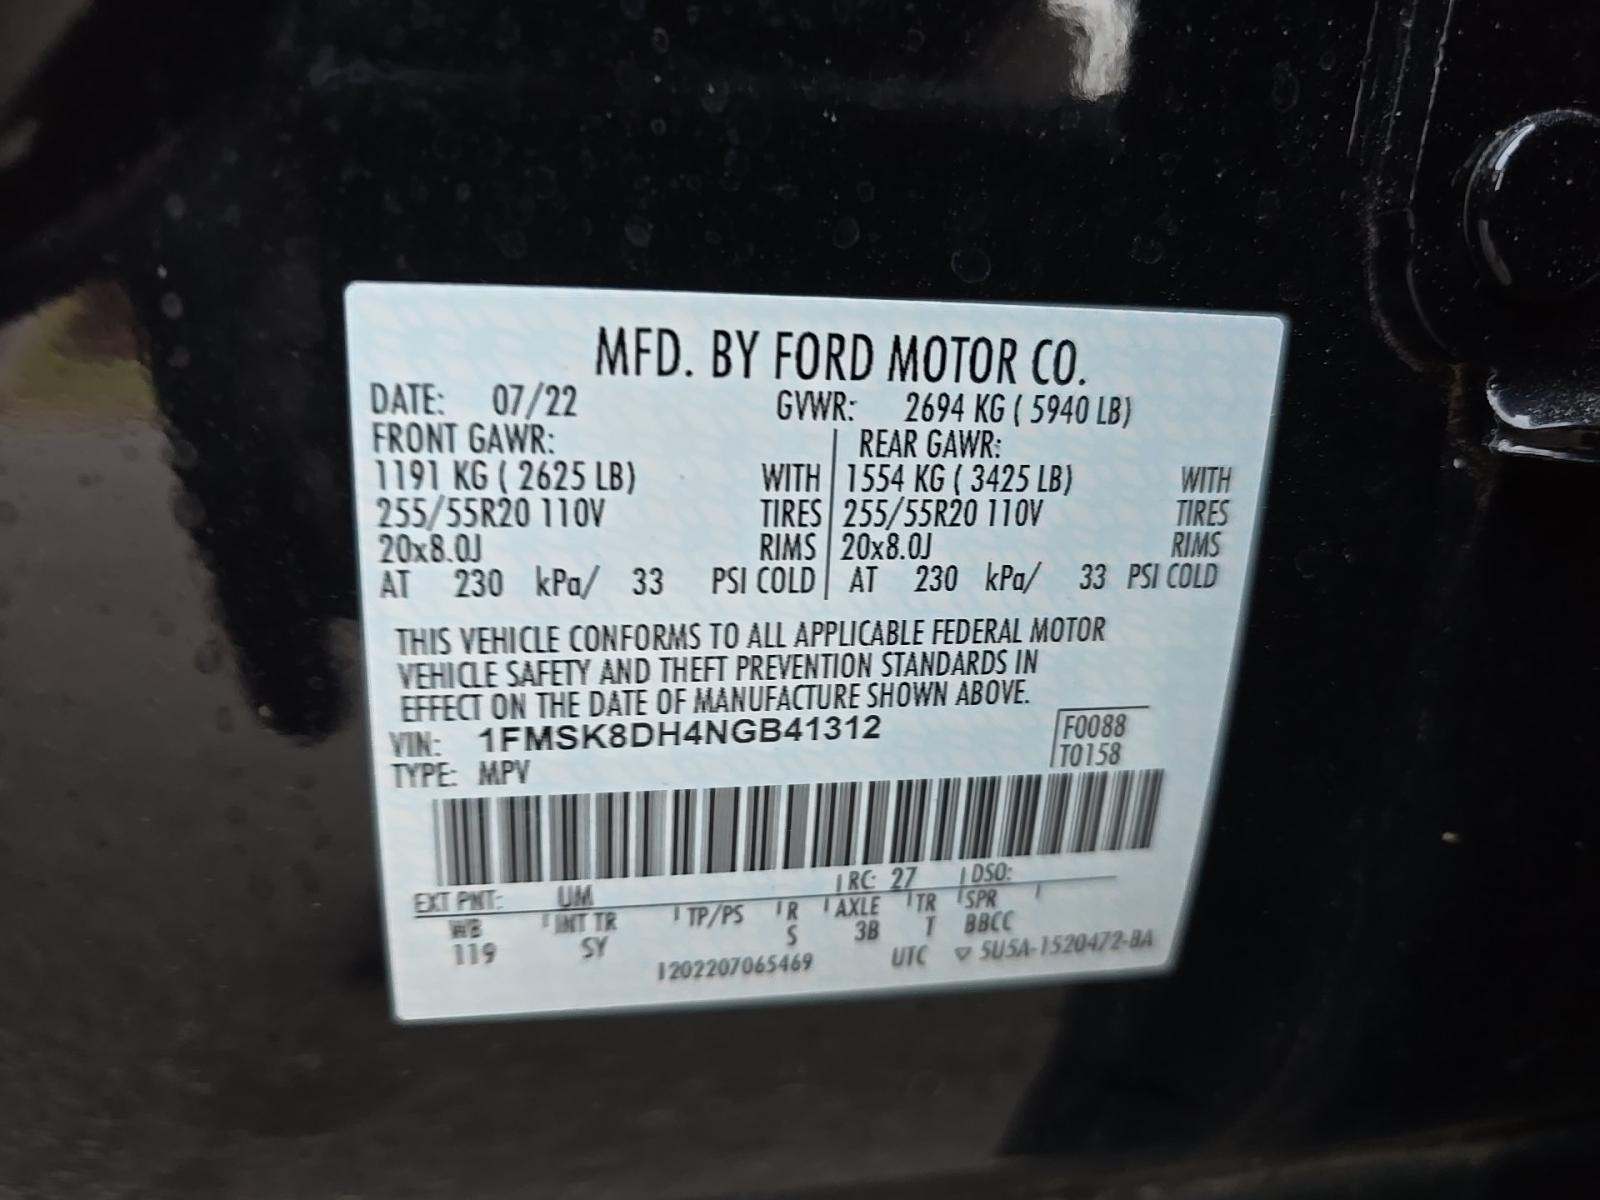 MFD. BY FORD MOTOR CO.
DATE: 07/22 GVWR: 2694 KG ( 5940 LB)
FRONT GAWR: REAR GAWR:
1191 KG ( 2625 LB) WITH 1554 KG ( 3425 LB) WITH
255/55R20 110V TIRES 255/55R20 110V TIRES
20x8.0J RIMS 20x8.0J RIMS
AT 230 kPa/ 33 PSI COLD AT 230 kPa/ 33 PSI COLD
THIS VEHICLE CONFORMS TO ALL APPLICABLE FEDERAL MOTOR
VEHICLE SAFETY AND THEFT PREVENTION STANDARDS IN
EFFECT ON THE DATE OF MANUFACTURE SHOWN ABOVE.
VIN: 1FMSK8DH4NGB41312 F0088
TYPE: MPV T0158
EXT PNT: UM RC: 27 DSO:
WB INT TR TP/PS R AXLE TR SPR
119 SY S 3B T BBCC
1202207065469 UTC ▽ 5U5A-1520472-BA